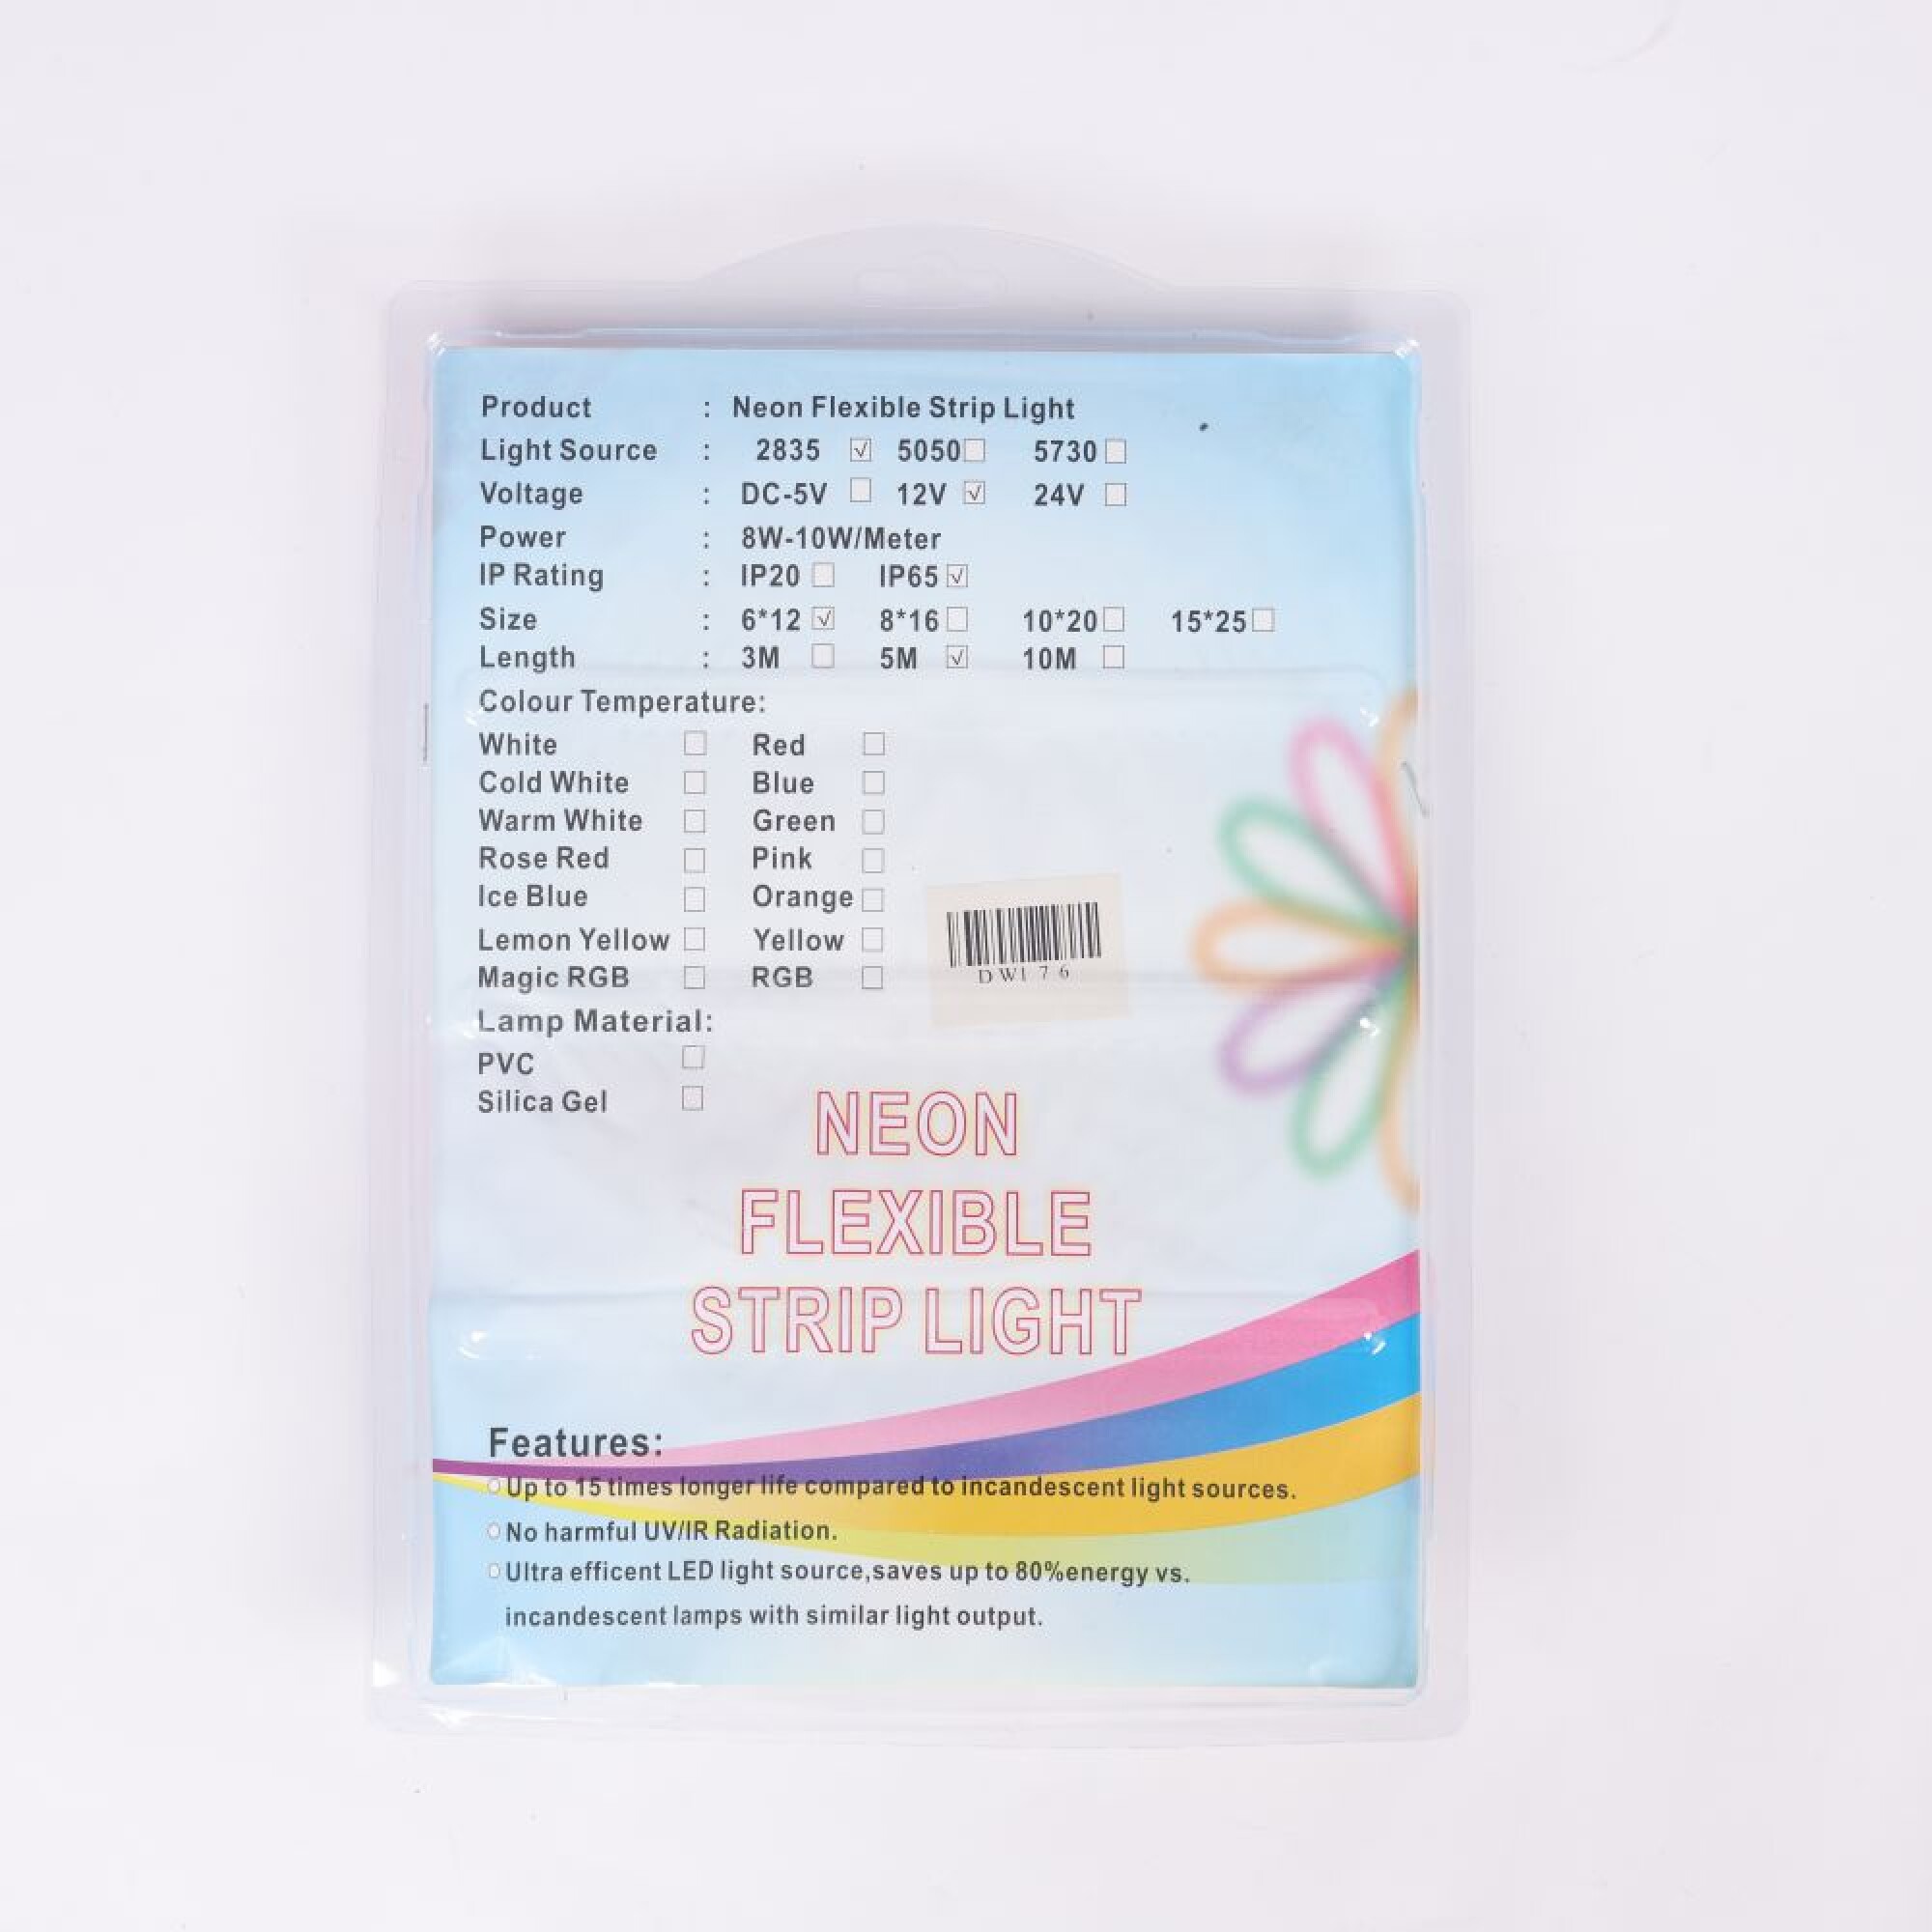 Product : Neon Flexible Strip Light
Light Source : 2835 ☑ 5050 ☐ 5730 ☐
Voltage : DC-5V ☐ 12V ☑ 24V ☐
Power : 8W-10W/Meter
IP Rating : IP20 ☐ IP65 ☑
Size : 6*12 ☑ 8*16 ☐ 10*20 ☐ 15*25 ☐
Length : 3M ☐ 5M ☑ 10M ☐
Colour Temperature:
White ☐ Red ☐
Cold White ☐ Blue ☐
Warm White ☐ Green ☐
Rose Red ☐ Pink ☐
Ice Blue ☐ Orange ☐
Lemon Yellow ☐ Yellow ☐
Magic RGB ☐ RGB ☐
DW176
Lamp Material:
PVC ☐
Silica Gel ☐
NEON
FLEXIBLE
STRIP LIGHT
Features:
Up to 15 times longer life compared to incandescent light sources.
No harmful UV/IR Radiation.
Ultra efficent LED light source,saves up to 80%energy vs.
incandescent lamps with similar light output.